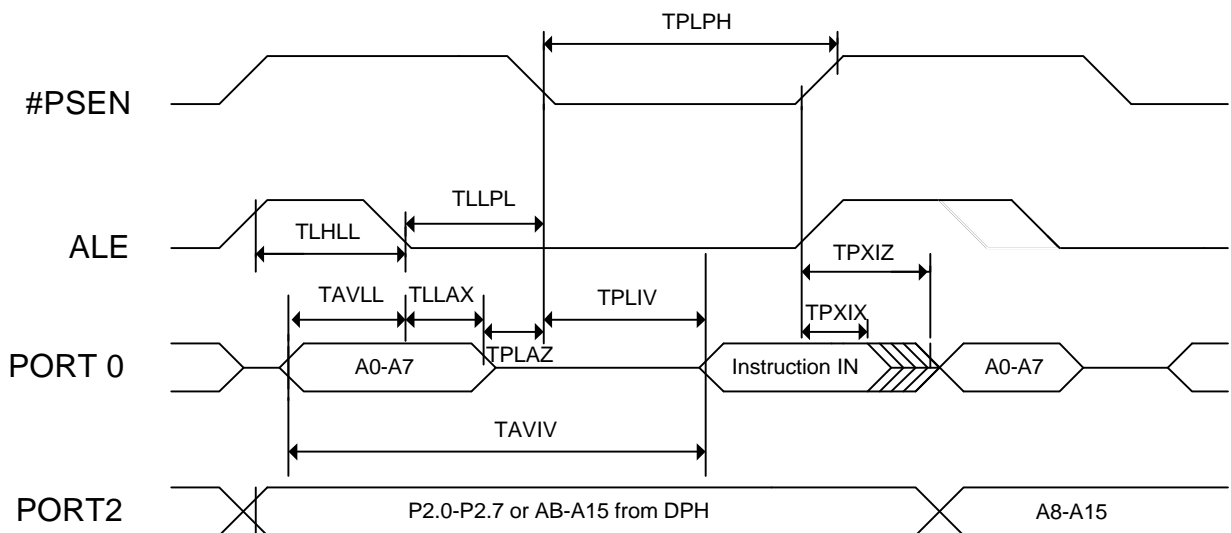 TPLPH
#PSEN
TLLPL
ALE
TLHLL
TPXIZ
TAVLL TLLAX TPLIV
TPXIX
TPLAZ
PORT 0
A0-A7 Instruction IN A0-A7
TAVIV
PORT2
P2.0-P2.7 or AB-A15 from DPH A8-A15